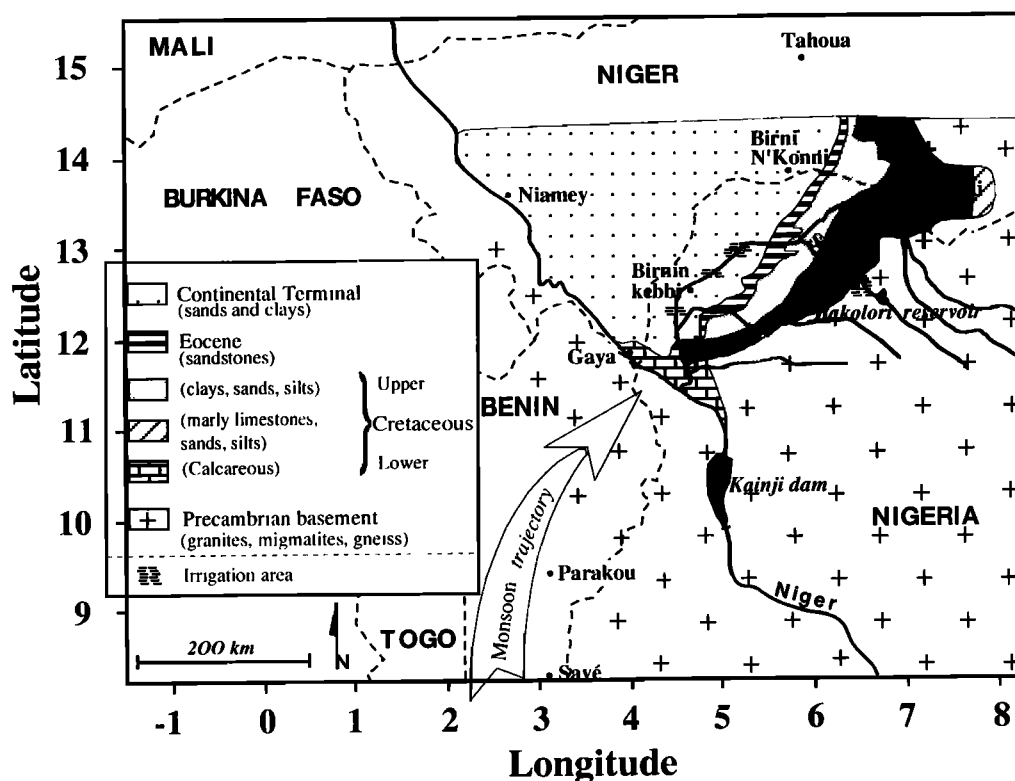 MALI
Tahoua
15
NIGER
Birni
N'Konni
14
BURKINA FASO
Niamey
13
Birnin
kebbi
Continental Terminal
(sands and clays)
Bakolori reservoir
12
Eocene
(sandstones)
Gaya
Latitude
(clays, sands, silts)
Upper
BENIN
11
(marly limestones,
sands, silts)
Cretaceous
(Calcareous)
Lower
Kainji dam
10
Precambrian basement
(granites, migmatites, gneiss)
NIGERIA
Irrigation area
Parakou
9
Niger
Monsoon trajectory
TOGO
200 km
N
Savé
-1 0 1 2 3 4 5 6 7 8
Longitude